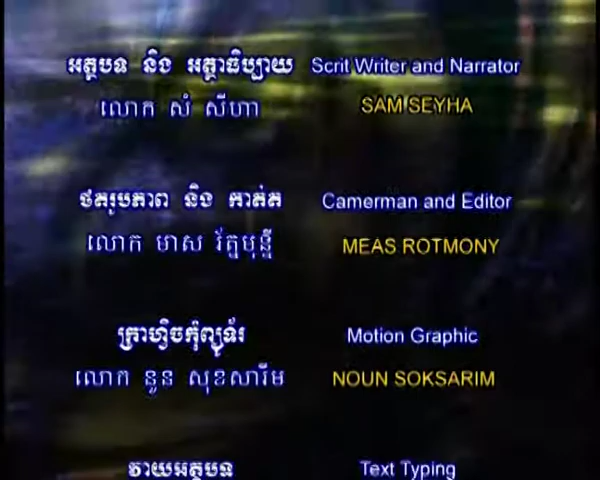 អត្ថបទ និង អត្ថាធិប្បាយ Scrit Writer and Narrator
លោក សំ សីហា SAM SEYHA
ថតរូបភាព និង កាត់ត Camerman and Editor
លោក មាស រ័ត្នមុន្នី MEAS ROTMONY
ក្រាហ្វិចកុំព្យូទ័រ Motion Graphic
លោក នួន សុខសារីម NOUN SOKSARIM
វាយអត្ថបទ Text Typing